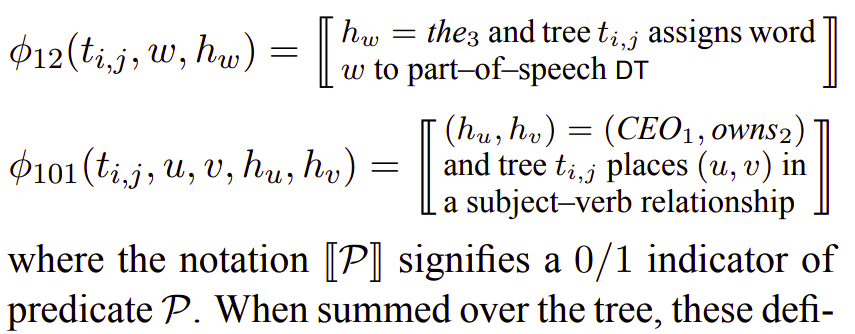 ϕ₁₂(tᵢ,ⱼ, w, h_w) = ⟦ h_w = the₃ and tree tᵢ,ⱼ assigns word
w to part–of–speech DT ⟧
ϕ₁₀₁(tᵢ,ⱼ, u, v, hᵤ, hᵥ) = ⟦ (hᵤ, hᵥ) = (CEO₁, owns₂)
and tree tᵢ,ⱼ places (u, v) in
a subject–verb relationship ⟧
where the notation ⟦𝒫⟧ signifies a 0/1 indicator of
predicate 𝒫. When summed over the tree, these defi-